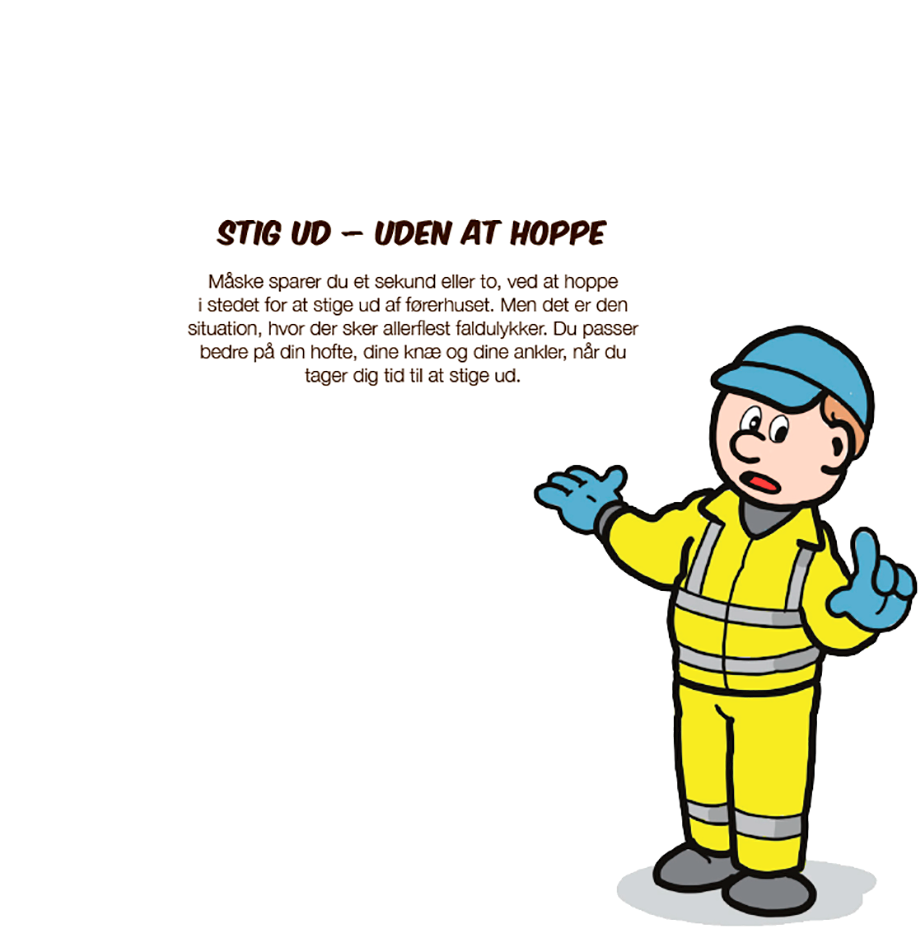 STIG UD – UDEN AT HOPPE
Måske sparer du et sekund eller to, ved at hoppe
i stedet for at stige ud af førerhuset. Men det er den
situation, hvor der sker allerflest faldulykker. Du passer
bedre på din hofte, dine knæ og dine ankler, når du
tager dig tid til at stige ud.